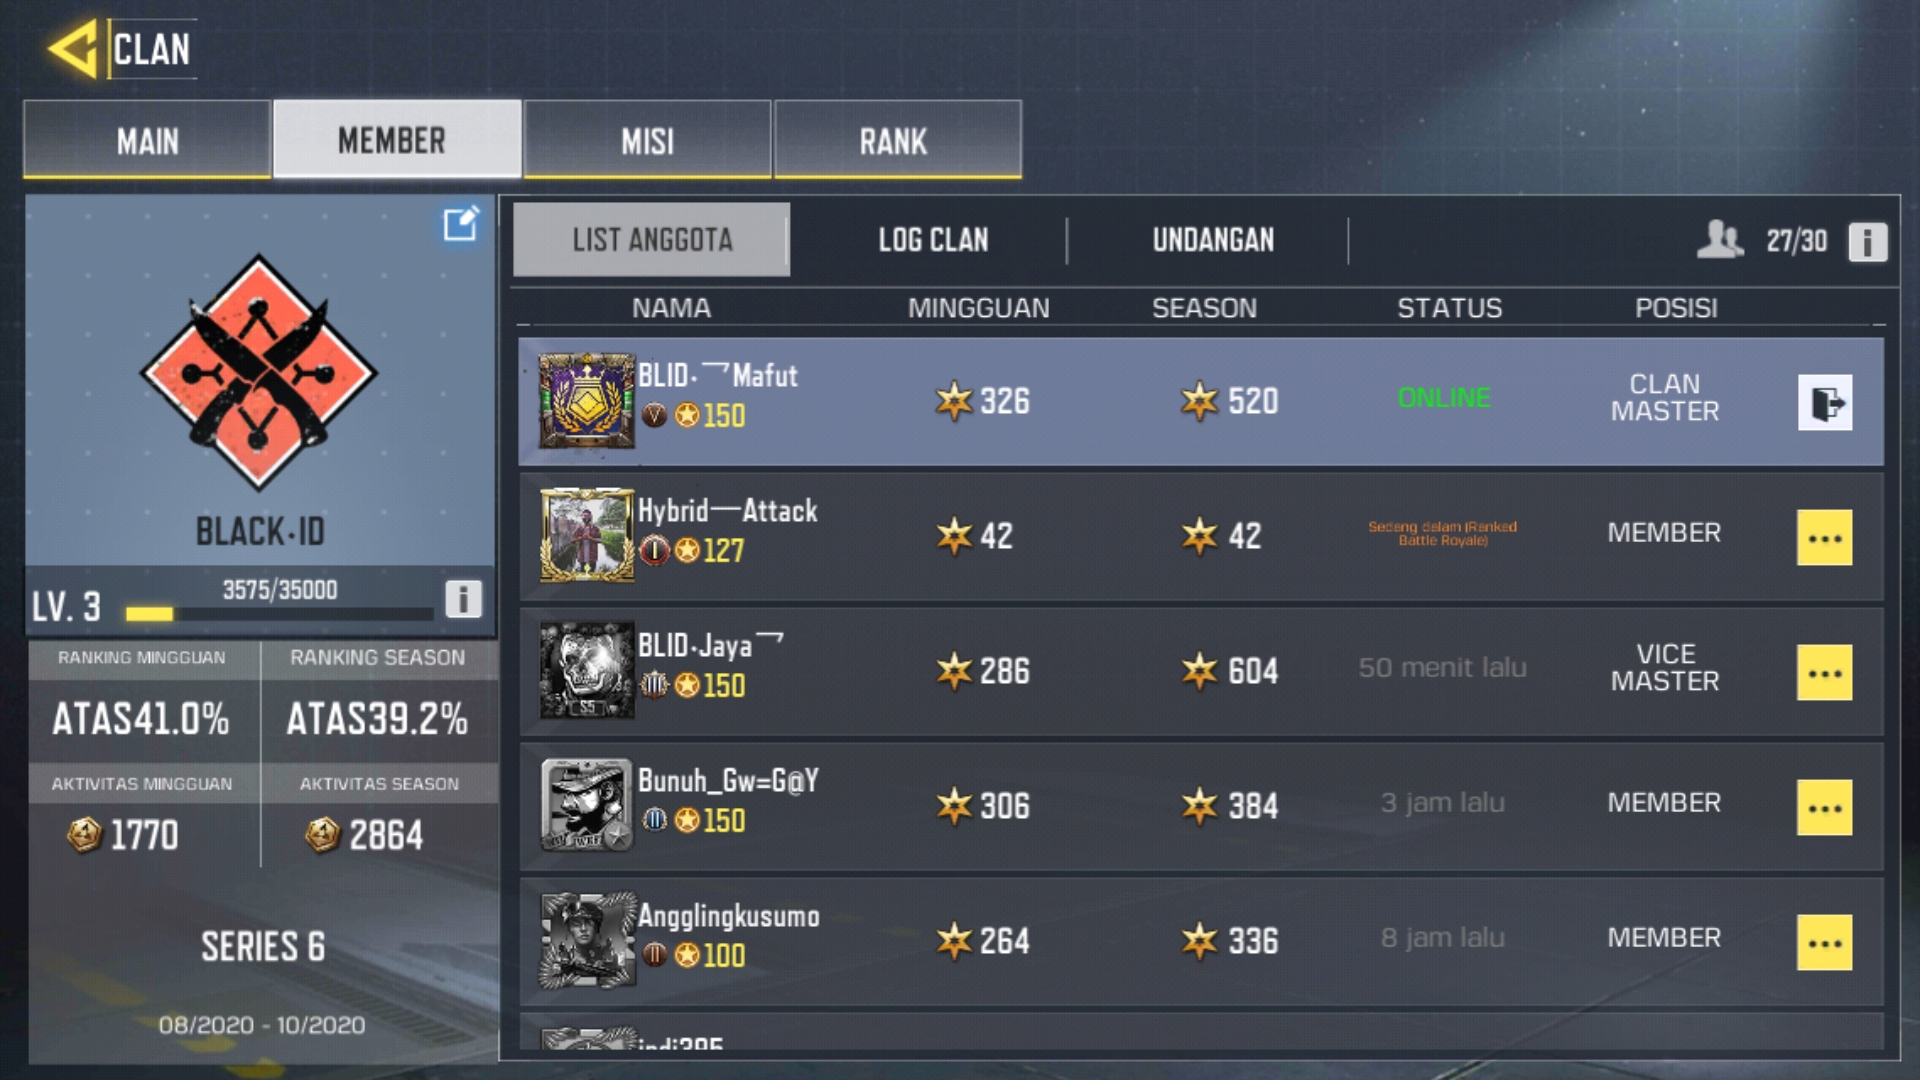 CLAN
MAIN
MEMBER
MISI
RANK
BLACK·ID
LV. 3
3575/35000
RANKING MINGGUAN
RANKING SEASON
ATAS41.0%
ATAS39.2%
AKTIVITAS MINGGUAN
AKTIVITAS SEASON
1770
2864
SERIES 6
08/2020 - 10/2020
LIST ANGGOTA
LOG CLAN
UNDANGAN
27/30
NAMA
MINGGUAN
SEASON
STATUS
POSISI
BLID·乛Mafut
150
326
520
ONLINE
CLAN
MASTER
Hybrid一Attack
127
42
42
Sedang dalam (Ranked
Battle Royale)
MEMBER
BLID·Jaya乛
150
286
604
50 menit lalu
VICE
MASTER
Bunuh_Gw=G@Y
150
306
384
3 jam lalu
MEMBER
Angglingkusumo
100
264
336
8 jam lalu
MEMBER